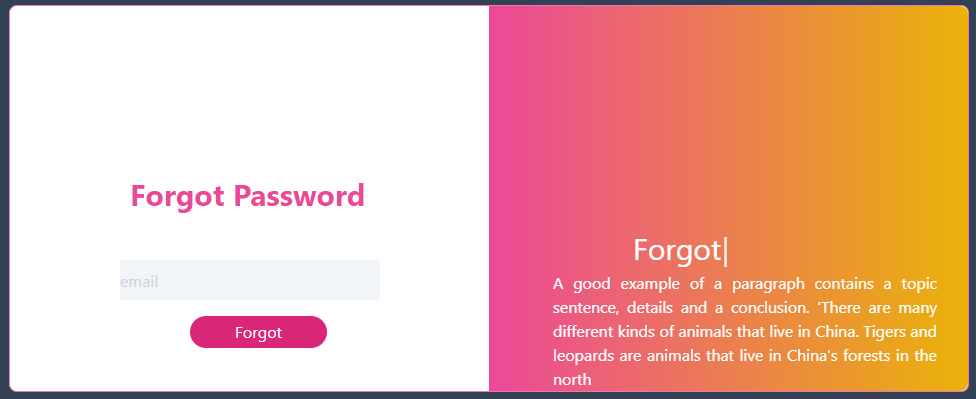 Forgot Password
email
Forgot
Forgot|
A good example of a paragraph contains a topic
sentence, details and a conclusion. 'There are many
different kinds of animals that live in China. Tigers and
leopards are animals that live in China's forests in the
north